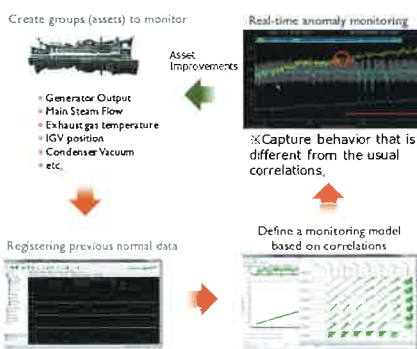 Create groups (assets) to monitor
Real-time anomaly monitoring
Asset
Improvements
Generator Output
Main Steam Flow
Exhaust gas temperature
IGV position
Condenser Vacuum
etc.
※Capture behavior that is
different from the usual
correlations.
Registering previous normal data
Define a monitoring model
based on correlations